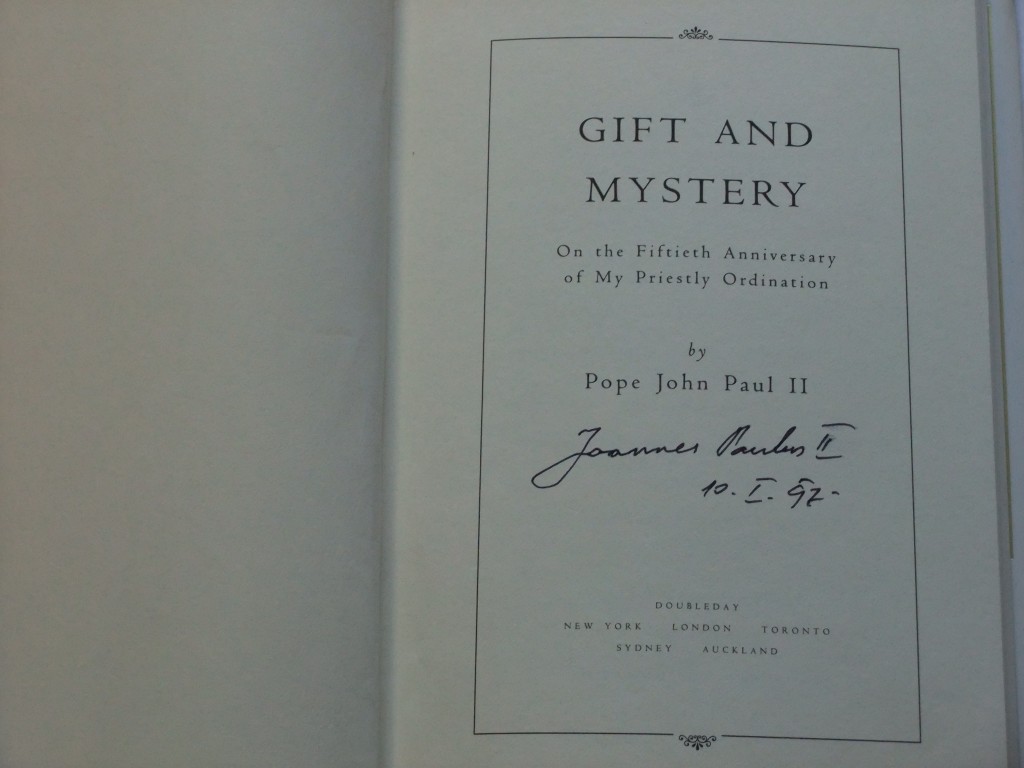 GIFT AND
MYSTERY
On the Fiftieth Anniversary
of My Priestly Ordination
by
Pope John Paul II
Joannes Paulus II
10. I. 97.
DOUBLEDAY
NEW YORK LONDON TORONTO
SYDNEY AUCKLAND